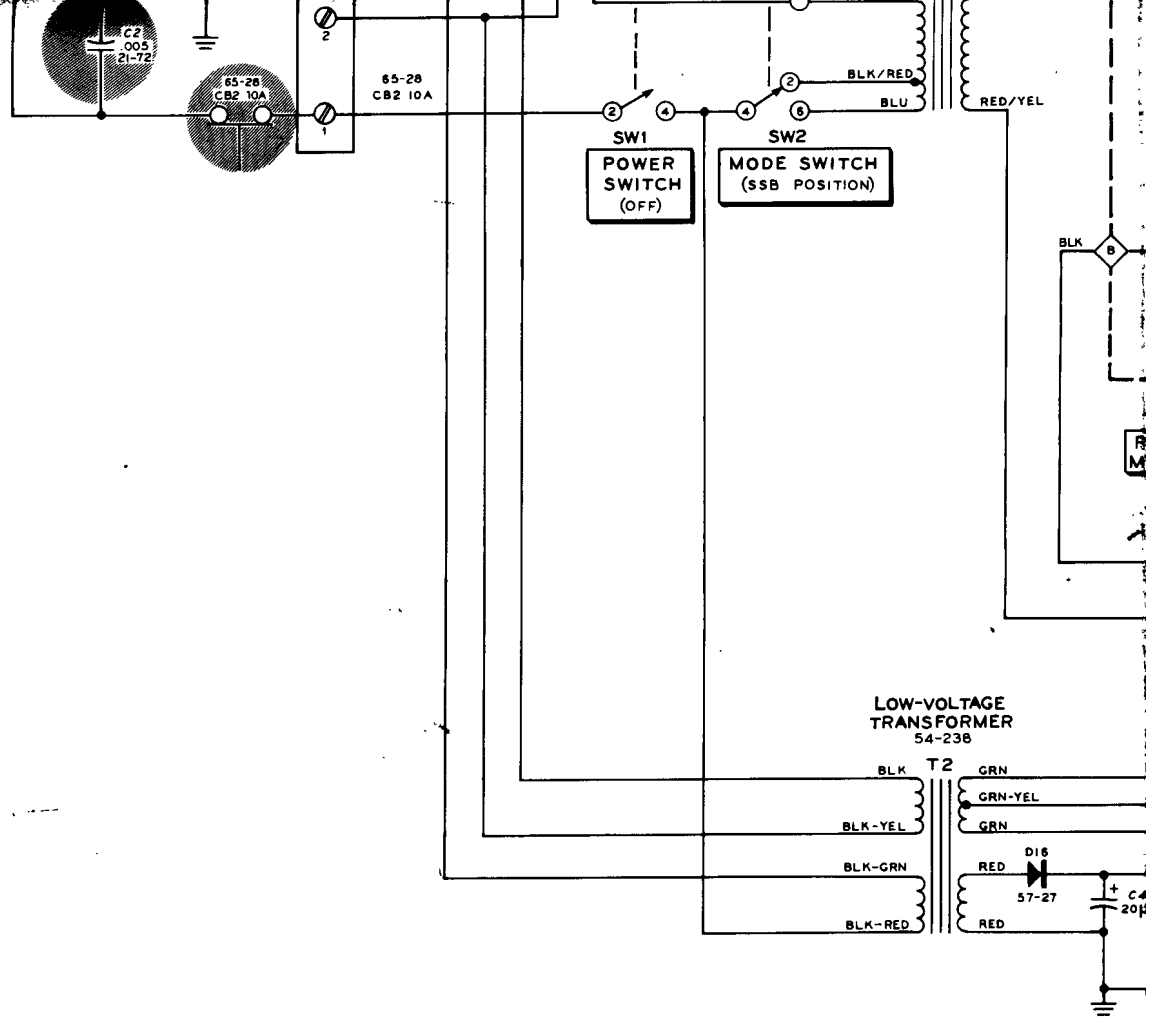 C2
.005
21-72
2
65-28
CB2 10A
65-28
CB2 10A
1
2
4
SW1
POWER
SWITCH
(OFF)
4
2
6
SW2
MODE SWITCH
(SSB POSITION)
BLK/RED
BLU
RED/YEL
BLK
B
LOW-VOLTAGE
TRANSFORMER
54-238
T2
BLK
GRN
GRN-YEL
BLK-YEL
GRN
BLK-GRN
RED
D16
57-27
+
BLK-RED
RED